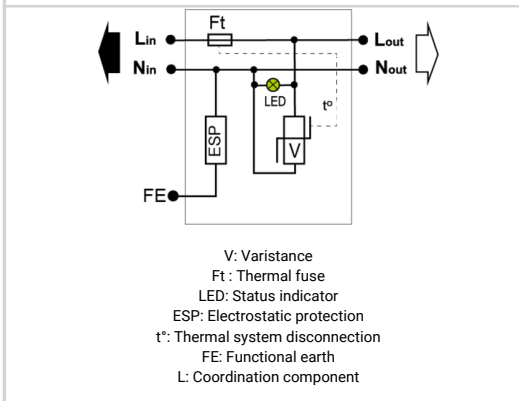 Ft
Lin
Lout
Nin
Nout
LED
t°
ESP
V
FE
V: Varistance
Ft : Thermal fuse
LED: Status indicator
ESP: Electrostatic protection
t°: Thermal system disconnection
FE: Functional earth
L: Coordination component